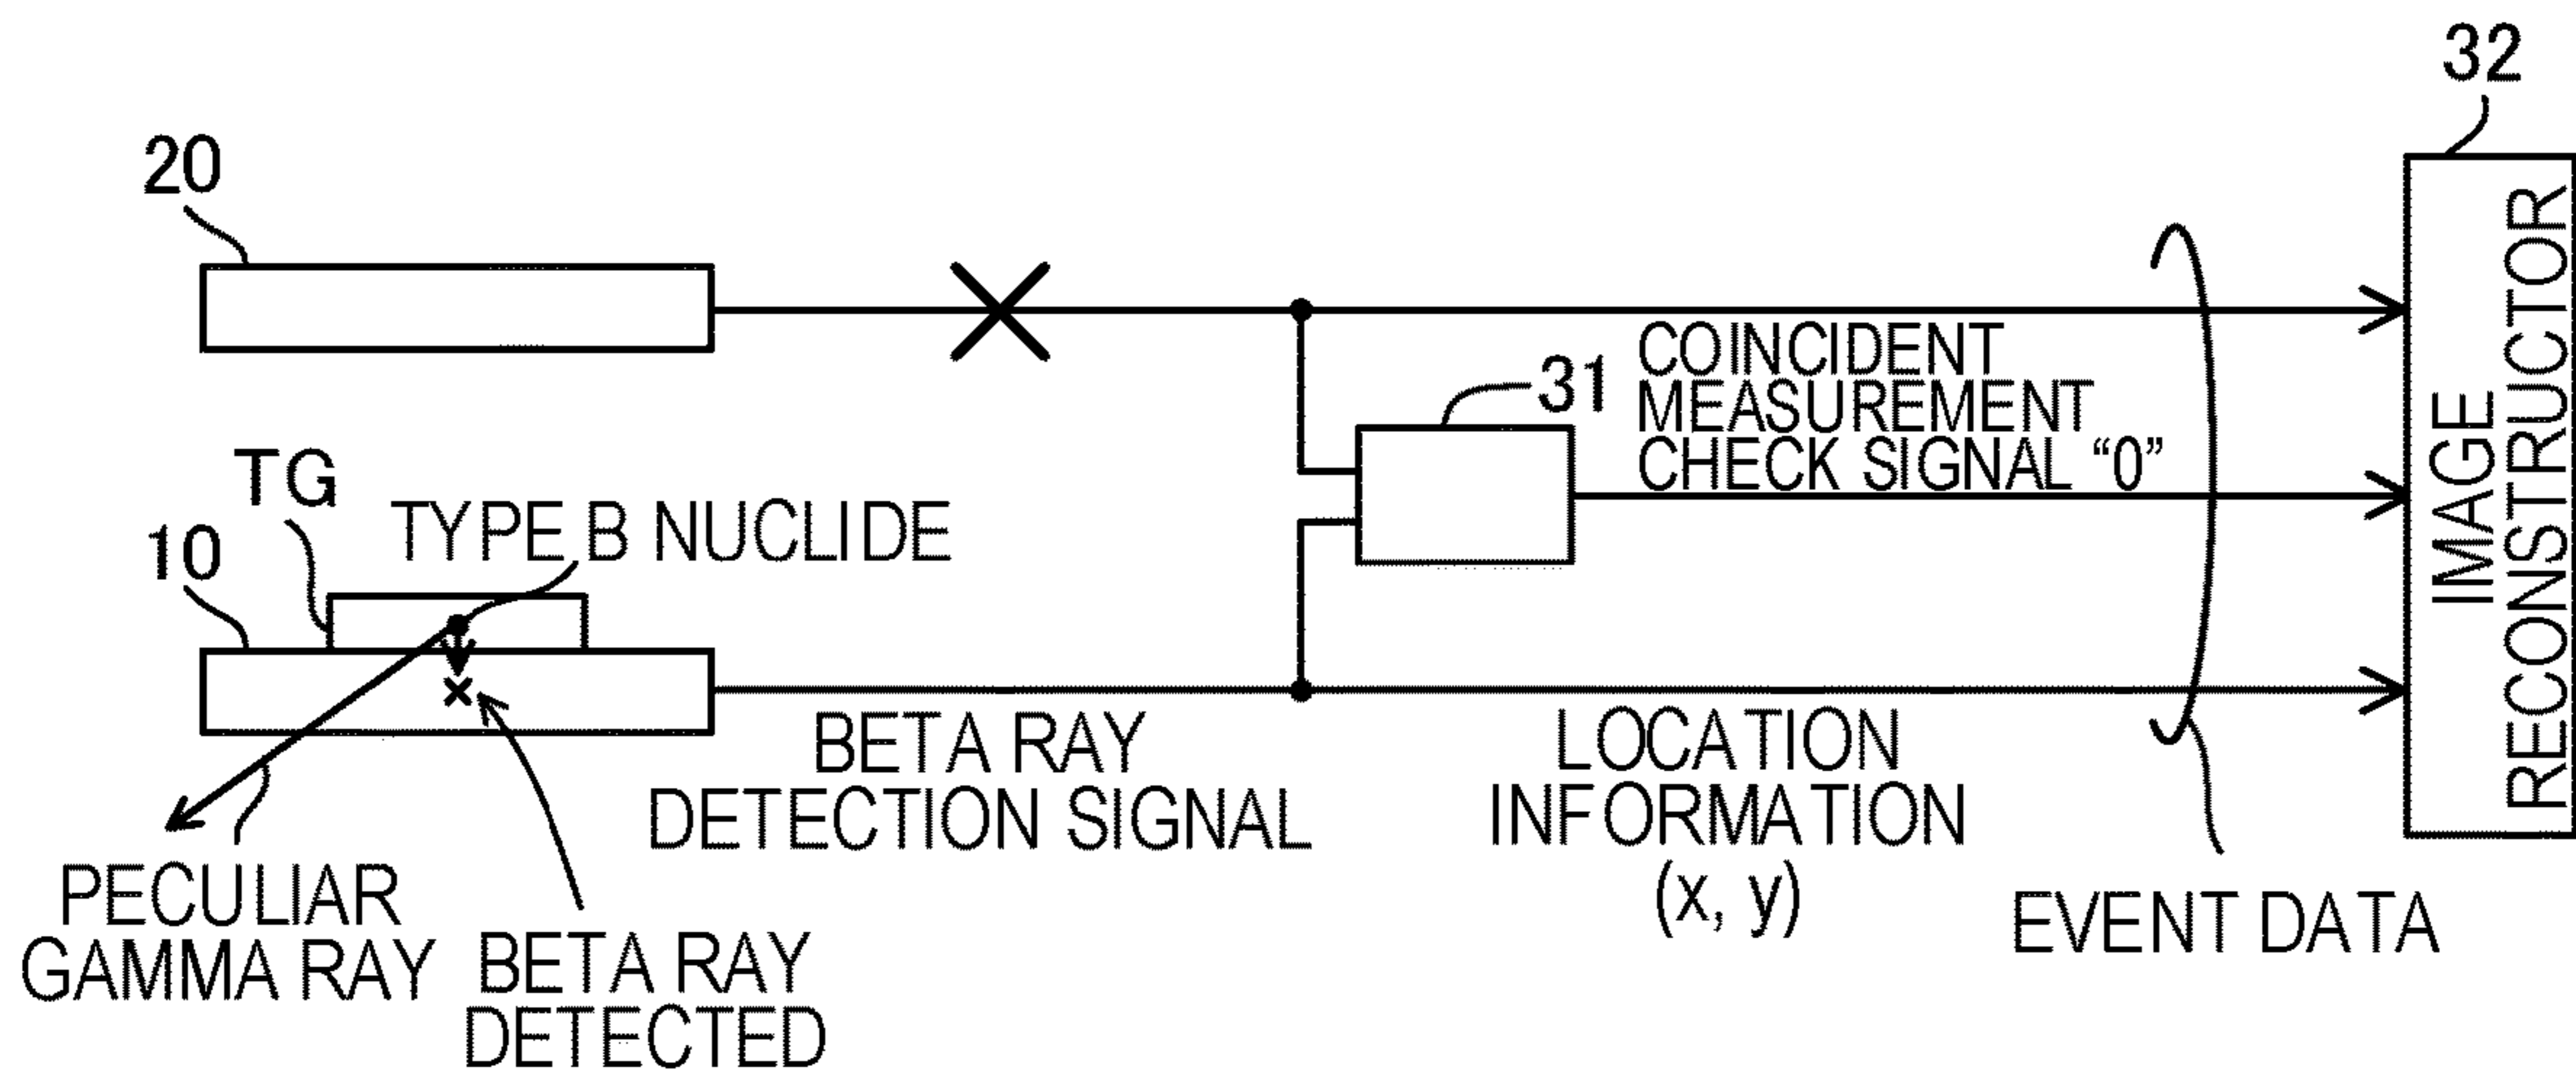 32
20
COINCIDENT
MEASUREMENT
CHECK SIGNAL “0”
31
TG
TYPE B NUCLIDE
10
IMAGE
RECONSTRUCTOR
BETA RAY
DETECTION SIGNAL
LOCATION
INFORMATION
(x, y)
PECULIAR
GAMMA RAY
BETA RAY
DETECTED
EVENT DATA